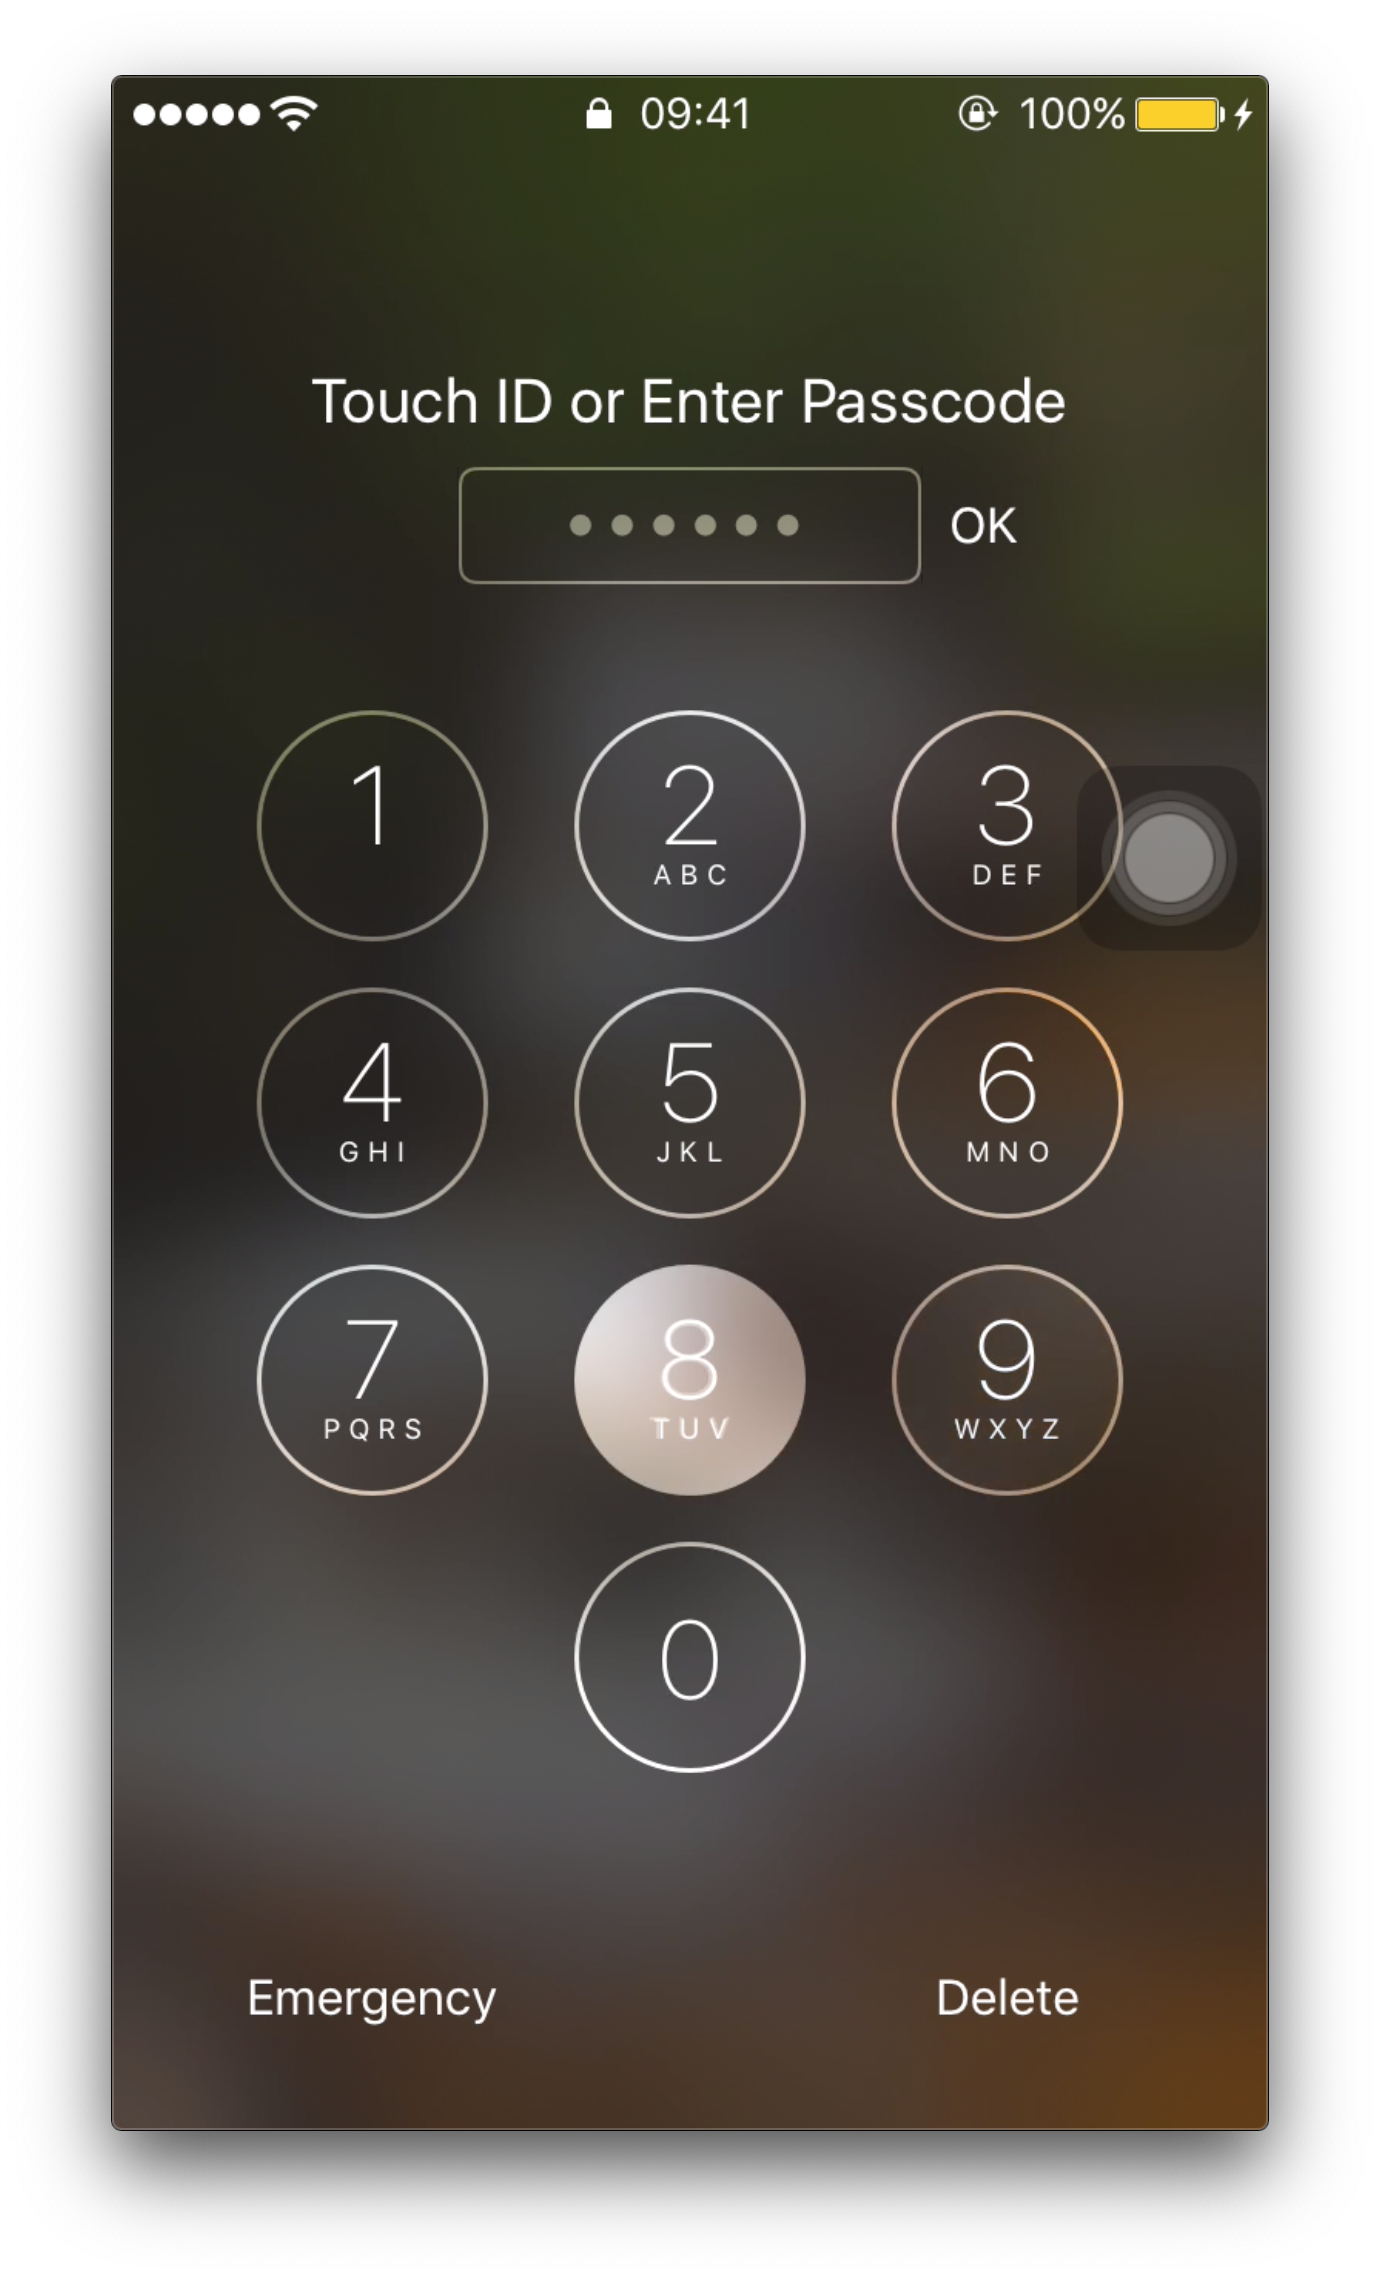 09:41 100%
Touch ID or Enter Passcode
OK
1 2 3
ABC DEF
4 5 6
GHI JKL MNO
7 8 9
PQRS TUV WXYZ
0
Emergency Delete